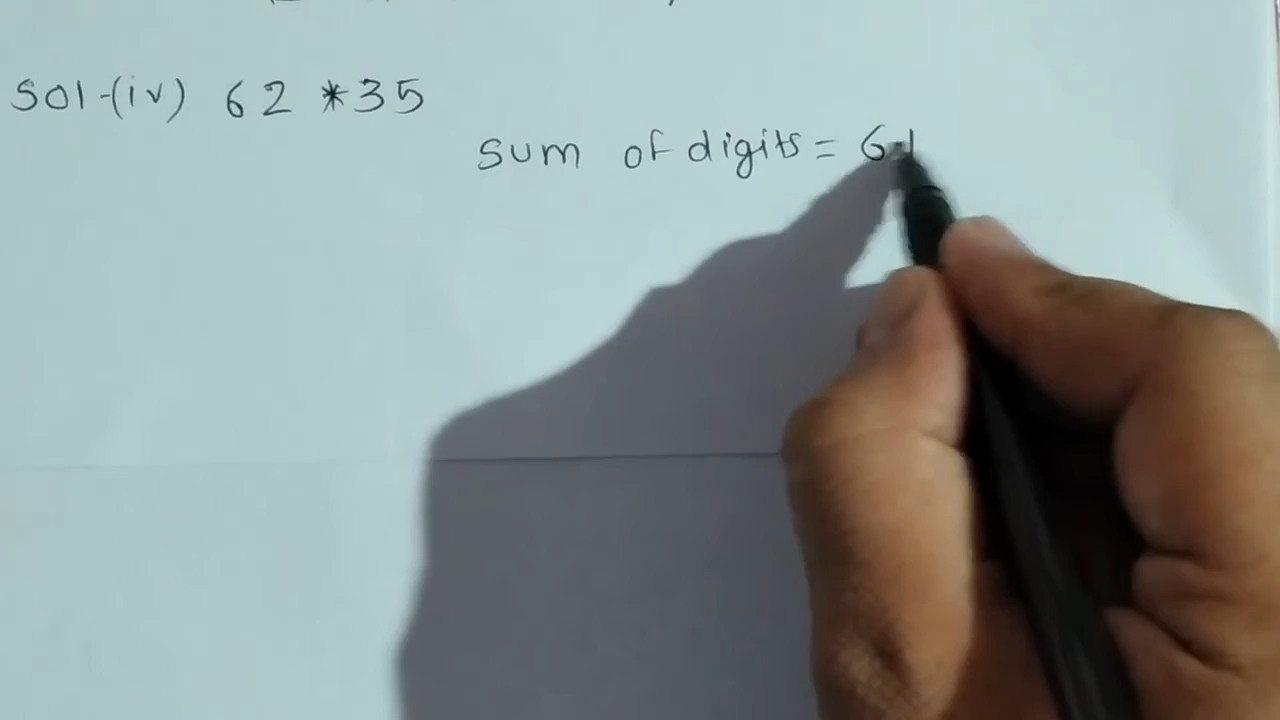 Sol-(iv) 62 *35
Sum of digits = 6